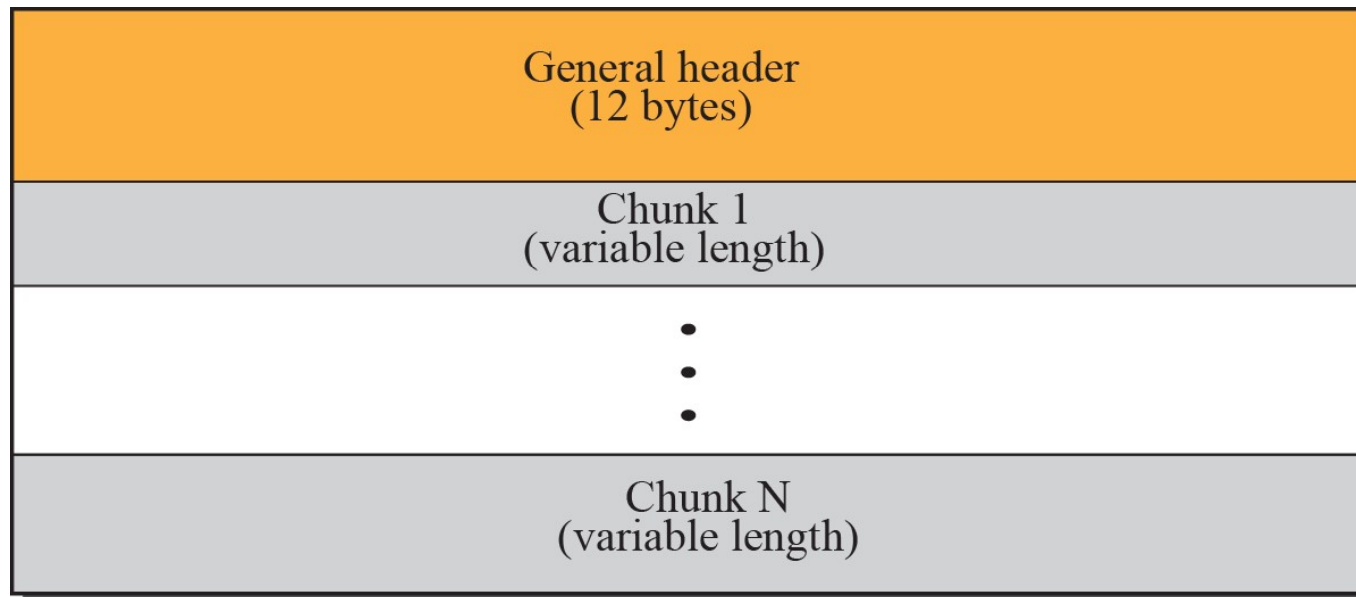 General header
(12 bytes)
Chunk 1
(variable length)
Chunk N
(variable length)